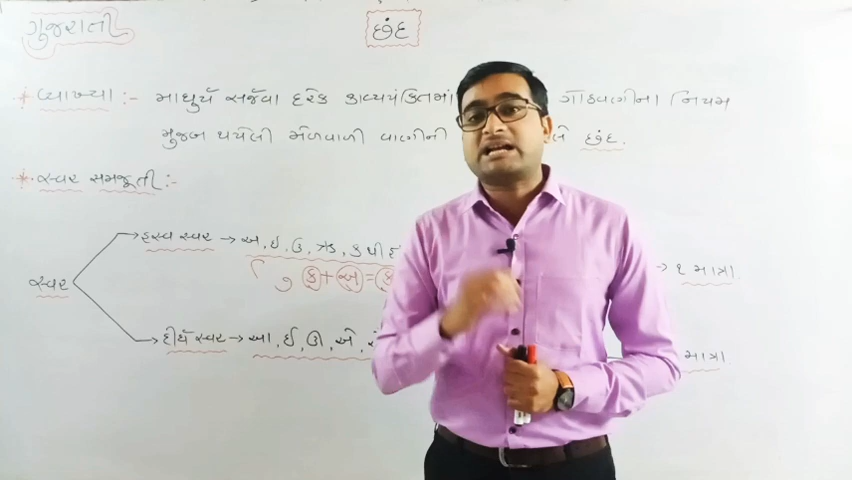 ગુજરાતી
છંદ
* વ્યાખ્યા :- માધુર્ય સર્જવા દરેક કાવ્યપંક્તિમાં ગોઠવણીના નિયમ
મુજબ થયેલી મેળવાળી વાણીની છંદ.
* સ્વર સમજૂતી :-
હ્રસ્વ સ્વર → અ, ઇ, ઉ, ઋ, ક થી → ૧ માત્રા
ક + અ = ક
સ્વર
દીર્ઘ સ્વર → આ, ઈ, ઊ, એ, માત્રા.